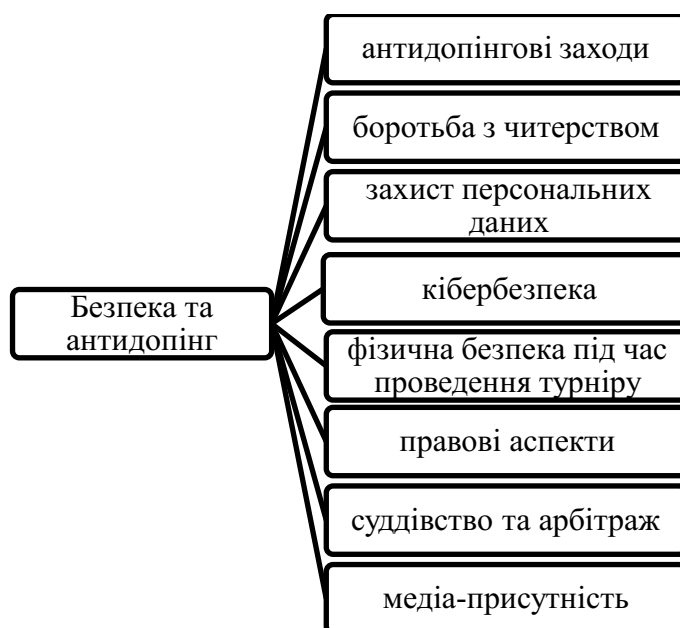 антидопінгові заходи
боротьба з читерством
захист персональних
даних
кібербезпека
Безпека та
антидопінг
фізична безпека під час
проведення турніру
правові аспекти
суддівство та арбітраж
медіа-присутність